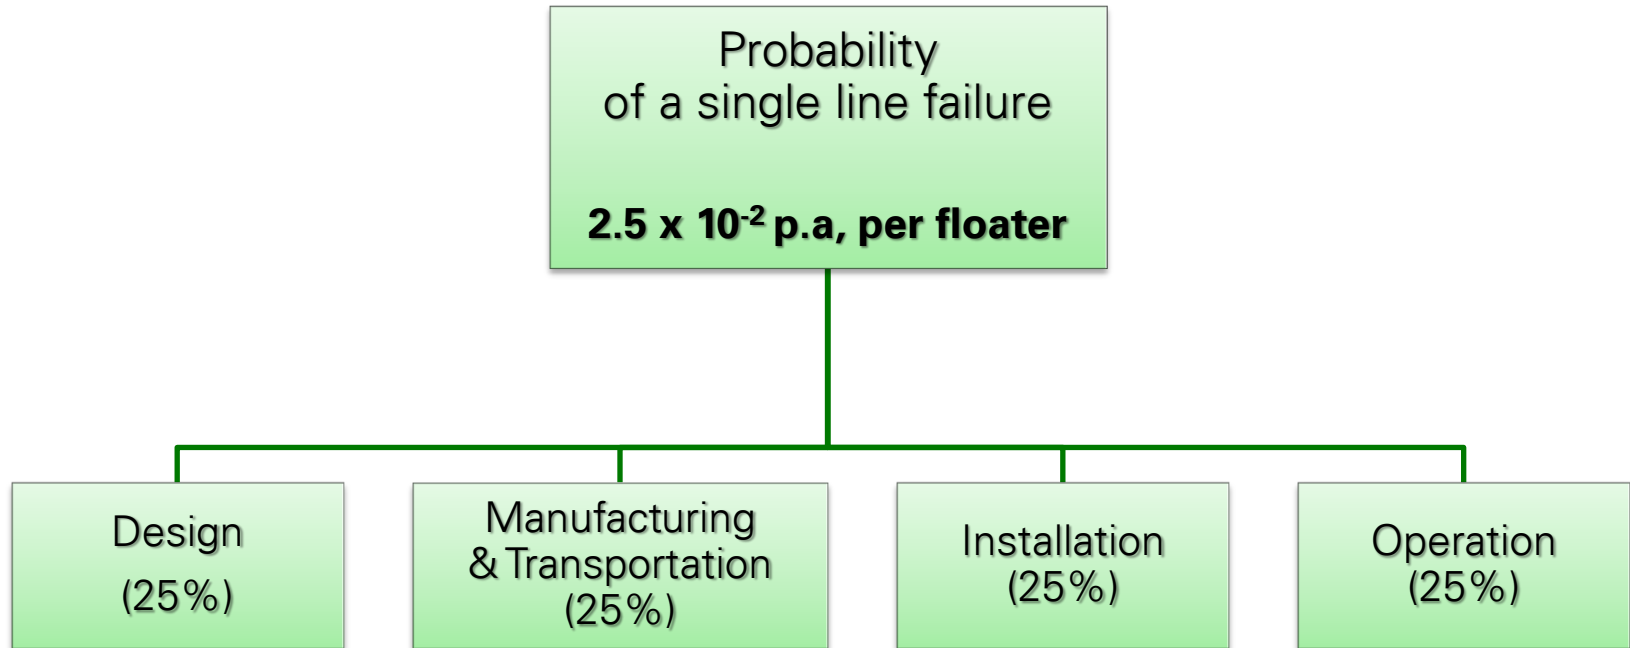 Probability
of a single line failure
2.5 x 10⁻² p.a, per floater
Design
(25%)
Manufacturing
& Transportation
(25%)
Installation
(25%)
Operation
(25%)